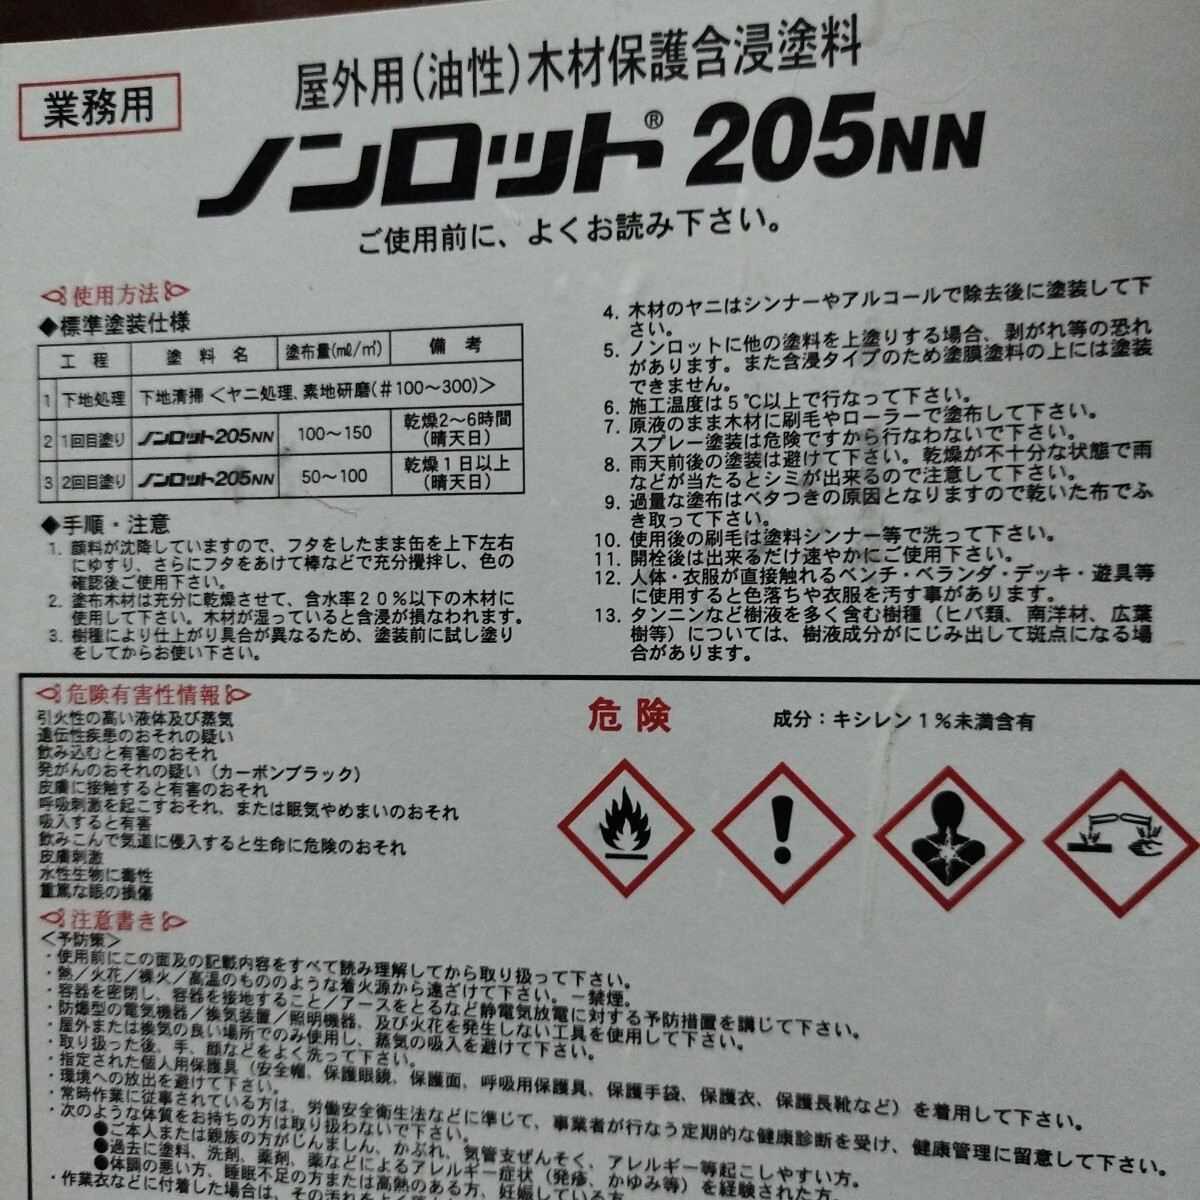 業務用
屋外用(油性)木材保護含浸塗料
ノンロット® 205NN
ご使用前に、よくお読み下さい。
使用方法
◆標準塗装仕様
工程 塗料名 塗布量(mℓ/㎡) 備考
1 下地処理 下地清掃<ヤニ処理、素地研磨(#100~300)>
2 1回目塗り ノンロット205NN 100~150 乾燥2~6時間
(晴天日)
3 2回目塗り ノンロット205NN 50~100 乾燥1日以上
(晴天日)
◆手順・注意
1. 顔料が沈降していますので、フタをしたまま缶を上下左右
にゆすり、さらにフタをあけて棒などで充分攪拌し、色の
確認後ご使用下さい。
2. 塗布木材は充分に乾燥させて、含水率20%以下の木材に
使用して下さい。木材が湿っていると含浸が損なわれます。
3. 樹種により仕上がり具合が異なるため、塗装前に試し塗り
をしてからお使い下さい。
4. 木材のヤニはシンナーやアルコールで除去後に塗装して下
さい。
5. ノンロットに他の塗料を上塗りする場合、剥がれ等の恐れ
があります。また含浸タイプのため塗膜塗料の上には塗装
できません。
6. 施工温度は5℃以上で行なって下さい。
7. 原液のまま木材に刷毛やローラーで塗布して下さい。
スプレー塗装は危険ですから行なわないで下さい。
8. 雨天前後の塗装は避けて下さい。乾燥が不十分な状態で雨
などが当たるとシミが出来るので注意して下さい。
9. 過量な塗布はベタつきの原因となりますので乾いた布でふ
き取って下さい。
10. 使用後の刷毛は塗料シンナー等で洗って下さい。
11. 開栓後は出来るだけ速やかにご使用下さい。
12. 人体・衣服が直接触れるベンチ・ベランダ・デッキ・遊具等
に使用すると色落ちや衣服を汚す事があります。
13. タンニンなど樹液を多く含む樹種(ヒバ類、南洋材、広葉
樹等)については、樹液成分がにじみ出して斑点になる場
合があります。
危険有害性情報
引火性の高い液体及び蒸気
遺伝性疾患のおそれの疑い
飲み込むと有害のおそれ
発がんのおそれの疑い(カーボンブラック)
皮膚に接触すると有害のおそれ
呼吸刺激を起こすおそれ、または眠気やめまいのおそれ
吸入すると有害
飲みこんで気道に侵入すると生命に危険のおそれ
皮膚刺激
水性生物に毒性
重篤な眼の損傷
危険
成分:キシレン1%未満含有
注意書き
<予防策>
・使用前にこの面及の記載内容をすべて読み理解してから取り扱って下さい。
・熱/火花/裸火/高温のもののような着火源から遠ざけて下さい。-禁煙。
・容器を密閉し、容器を接地すること/アースをとるなど静電気放電に対する予防措置を講じて下さい。
・防爆型の電気機器/換気装置/照明機器、及び火花を発生しない工具を使用して下さい。
・屋外または換気の良い場所でのみ使用し、蒸気の吸入を避けて下さい。
・取り扱った後、手、顔などをよく洗って下さい。
・指定された個人用保護具(安全帽、保護眼鏡、保護面、呼吸用保護具、保護手袋、保護衣、保護長靴など)を着用して下さい。
・環境への放出を避けて下さい。
・常時作業に従事されている方は、労働安全衛生法などに準じて、事業者が行なう定期的な健康診断を受け、健康管理に留意して下さい。
・次のような体質をお持ちの方は取り扱わないで下さい。
●ご本人または親族の方がじんましん、かぶれ、気管支ぜんそく、アレルギー等起こしやすい方。
●過去に塗料、洗剤、薬剤、薬などによるアレルギー症状(発疹、かゆみ等)を経験された方。
●体調の悪い方、睡眠不足の方または高熱のある方、妊娠している方。
・作業衣などに付着した場合は、その汚れをよく落と